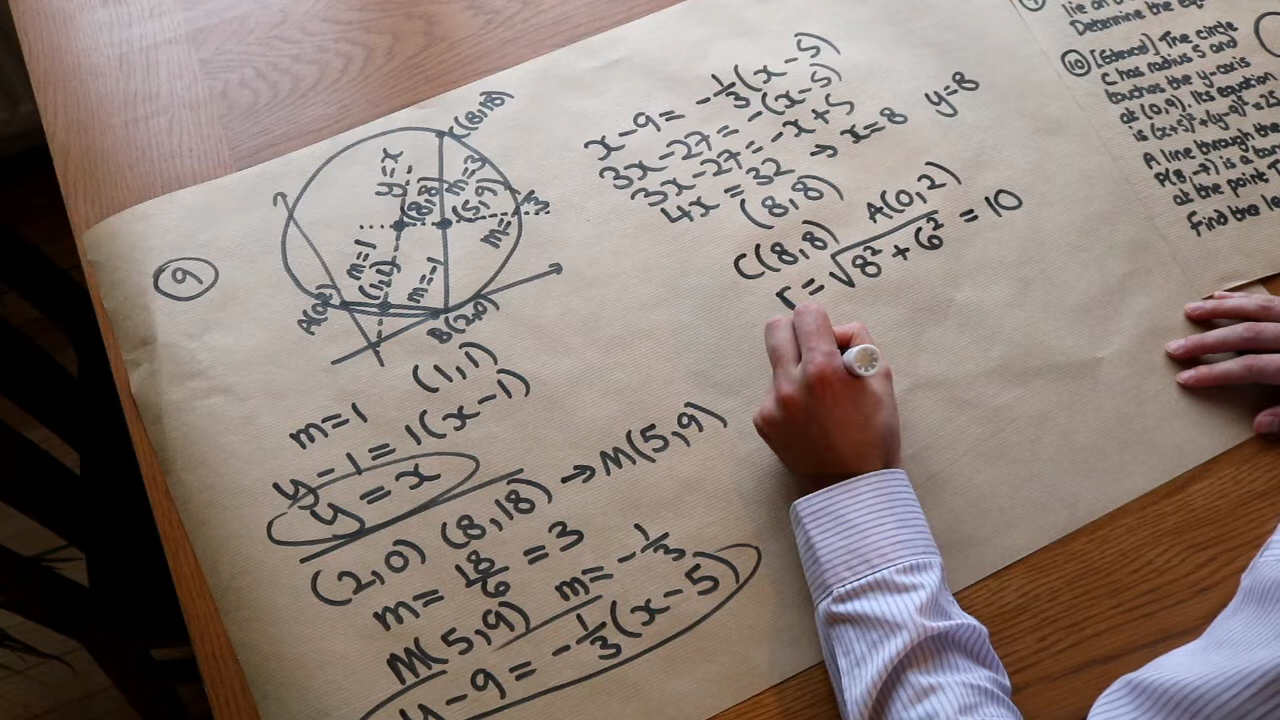 9
C(8,18)
y=x
(8,8)
m=3
(5,9)
m=1
(1,1)
m=-1
A(0,2)
B(2,0)
m=1 (1,1)
y-1=1(x-1)
y=x
(2,0) (8,18) → M(5,9)
m= 18/6 = 3
M(5,9) m= -1/3
y-9= -1/3(x-5)
x-9= -1/3(x-5)
3x-27=-(x-5)
3x-27=-x+5
4x=32 → x=8 y=8
(8,8)
C(8,8) A(0,2)
r=√8²+6² = 10
lie on
Determine the
10 [Edexcel] The circle
C has radius 5 and
touches the y-axis
at (0,9). Its equation
is (x+5)²+(y-9)²=25
A line through the
P(8,-7) is a
at the point T
Find the